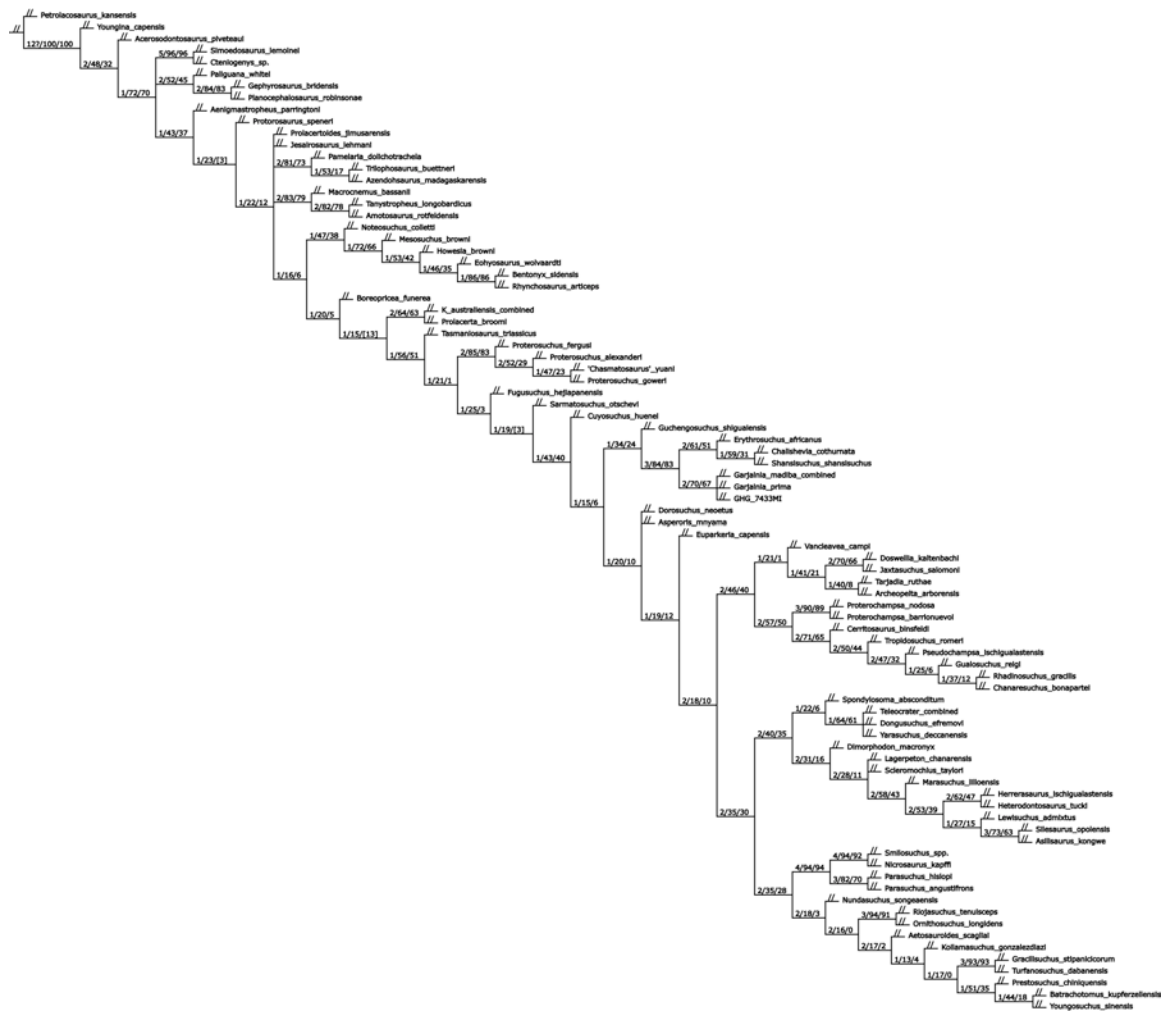 Petrolacosaurus_kansensis
127/100/100
Youngina_capensis
2/48/32
Acerosodontosaurus_piveteaui
1/72/70
5/96/96
Simoedosaurus_lemoinei
Cteniogenys_sp.
2/52/45
Paliguana_whitei
2/84/83
Gephyrosaurus_bridensis
Planocephalosaurus_robinsonae
1/43/37
Aenigmastropheus_parringtoni
1/23/[3]
Protorosaurus_speneri
1/22/12
Prolacertoides_jimusarensis
Jesairosaurus_lehmani
2/81/73
Pamelaria_dolichotrachela
1/53/17
Trilophosaurus_buettneri
Azendohsaurus_madagaskarensis
2/83/79
Macrocnemus_bassanii
2/82/78
Tanystropheus_longobardicus
Amotosaurus_rotfeldensis
1/16/6
1/47/38
Noteosuchus_colletti
1/72/66
Mesosuchus_browni
1/53/42
Howesia_browni
1/46/35
Eohyosaurus_wolvaardti
1/86/86
Bentonyx_sidensis
Rhynchosaurus_articeps
1/20/5
Boreopricea_funerea
1/15/[13]
2/64/63
K_australiensis_combined
Prolacerta_broomi
1/56/51
Tasmaniosaurus_triassicus
1/21/1
2/85/83
Proterosuchus_fergusi
2/52/29
Proterosuchus_alexanderi
1/47/23
'Chasmatosaurus'_yuani
Proterosuchus_goweri
1/25/3
Fugusuchus_hejiapanensis
1/19/[3]
Sarmatosuchus_otschevi
1/43/40
Cuyosuchus_huenei
1/15/6
1/34/24
Guchengosuchus_shiguaiensis
3/84/83
2/61/51
Erythrosuchus_africanus
1/59/31
Chalishevia_cothurnata
Shansisuchus_shansisuchus
2/70/67
Garjainia_madiba_combined
Garjainia_prima
GHG_7433MI
1/20/10
Dorosuchus_neoetus
Asperoris_mnyama
1/19/12
Euparkeria_capensis
2/18/10
2/46/40
1/21/1
Vancleavea_campi
1/41/21
2/70/66
Doswellia_kaltenbachi
Jaxtasuchus_salomoni
1/40/8
Tarjadia_ruthae
Archeopelta_arborensis
2/57/50
3/90/89
Proterochampsa_nodosa
Proterochampsa_barrionuevoi
2/71/65
Cerritosaurus_binsfeldi
2/50/44
Tropidosuchus_romeri
2/47/32
Pseudochampsa_ischigualastensis
1/25/6
Gualosuchus_reigi
1/37/12
Rhadinosuchus_gracilis
Chanaresuchus_bonapartei
2/35/30
2/40/35
1/22/6
Spondylosoma_absconditum
1/64/61
Teleocrater_combined
Dongusuchus_efremovi
Yarasuchus_deccanensis
2/31/16
Dimorphodon_macronyx
2/28/11
Lagerpeton_chanarensis
Scleromochlus_taylori
2/58/43
Marasuchus_lilloensis
2/53/39
2/62/47
Herrerasaurus_ischigualastensis
Heterodontosaurus_tucki
1/27/15
Lewisuchus_admixtus
3/73/63
Silesaurus_opolensis
Asilisaurus_kongwe
2/35/28
4/94/94
4/94/92
Smilosuchus_spp.
Nicrosaurus_kapffi
3/82/70
Parasuchus_hislopi
Parasuchus_angustifrons
2/18/3
Nundasuchus_songeaensis
2/16/0
3/94/91
Riojasuchus_tenuisceps
Ornithosuchus_longidens
2/17/2
Aetosauroides_scagliai
1/13/4
Koilamasuchus_gonzalezdiazi
1/17/0
3/93/93
Gracilisuchus_stipanicicorum
Turfanosuchus_dabanensis
1/51/35
Prestosuchus_chiniquensis
1/44/18
Batrachotomus_kupferzellensis
Youngosuchus_sinensis